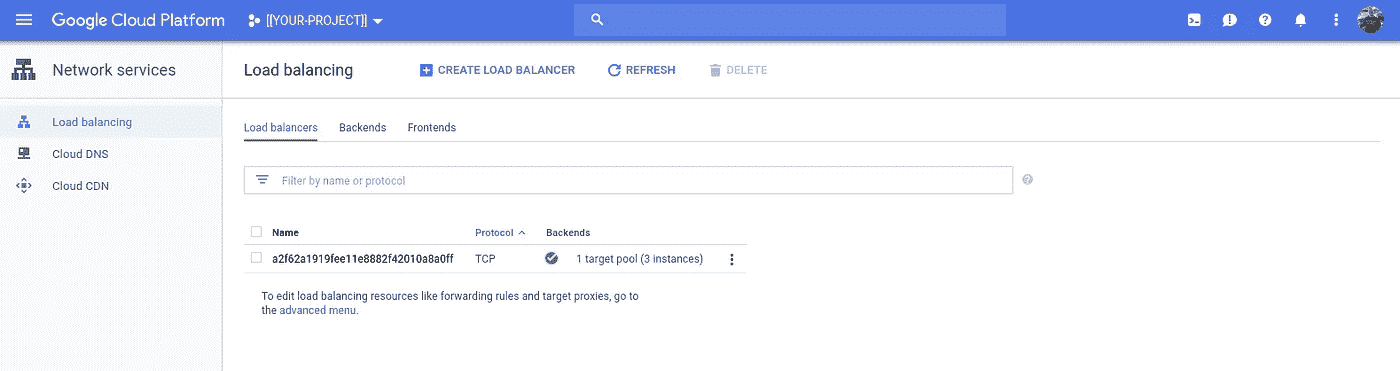 Google Cloud Platform [[YOUR-PROJECT]]
Network services
Load balancing
Cloud DNS
Cloud CDN
Load balancing CREATE LOAD BALANCER REFRESH DELETE
Load balancers Backends Frontends
Filter by name or protocol
Name Protocol Backends
a2f62a1919fee11e8882f42010a8a0ff TCP 1 target pool (3 instances)
To edit load balancing resources like forwarding rules and target proxies, go to
the advanced menu.